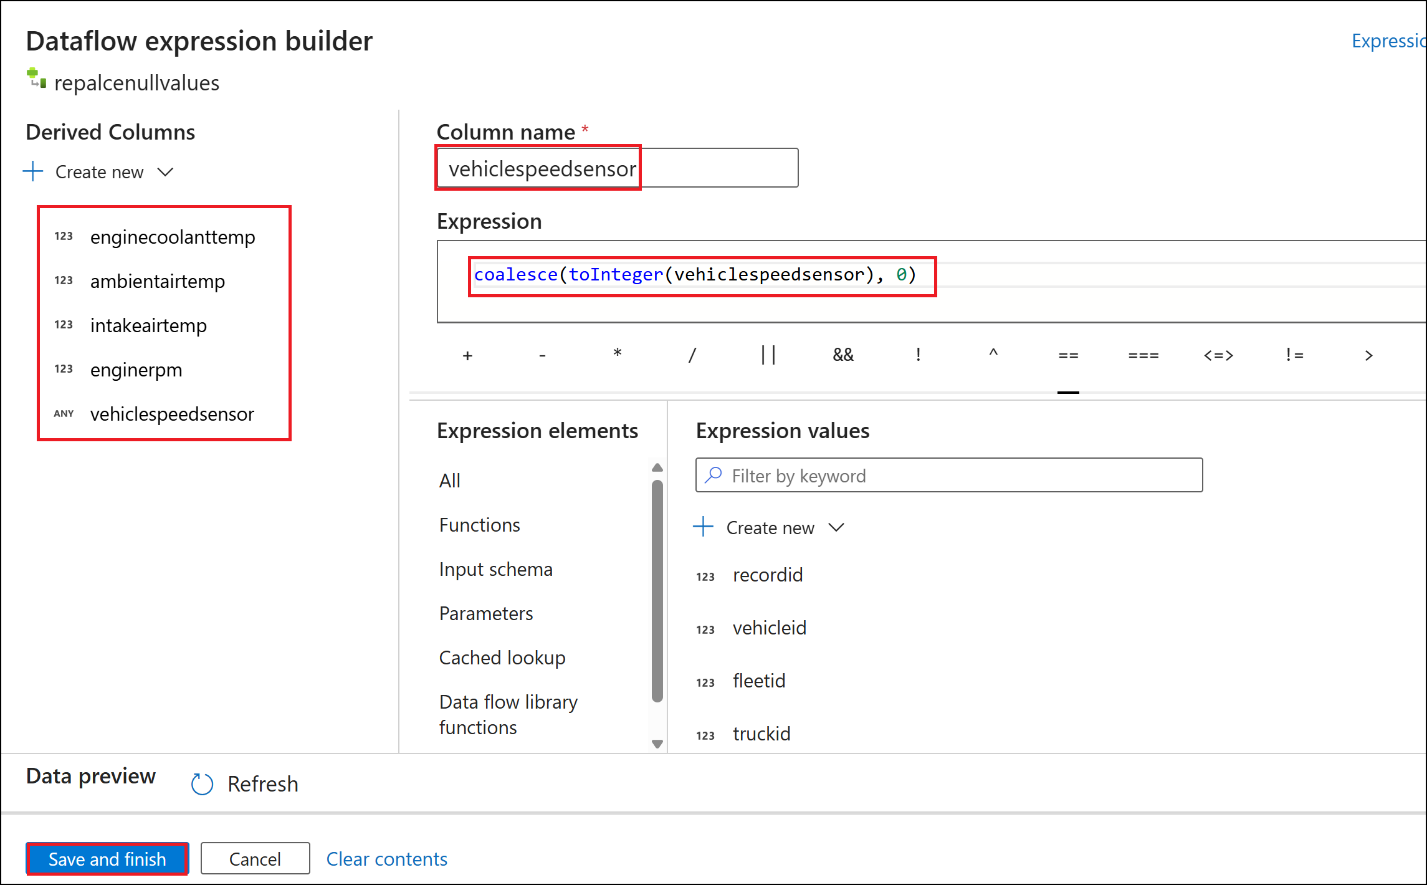 Dataflow expression builder
Expressio
repalcenullvalues
Derived Columns
Create new
123 enginecoolanttemp
123 ambientairtemp
123 intakeairtemp
123 enginerpm
ANY vehiclespeedsensor
Column name *
vehiclespeedsensor
Expression
coalesce(toInteger(vehiclespeedsensor), 0)
+ - * / || && ! ^ == === <=> != >
Expression elements
All
Functions
Input schema
Parameters
Cached lookup
Data flow library
functions
Expression values
Filter by keyword
Create new
123 recordid
123 vehicleid
123 fleetid
123 truckid
Data preview
Refresh
Save and finish
Cancel
Clear contents